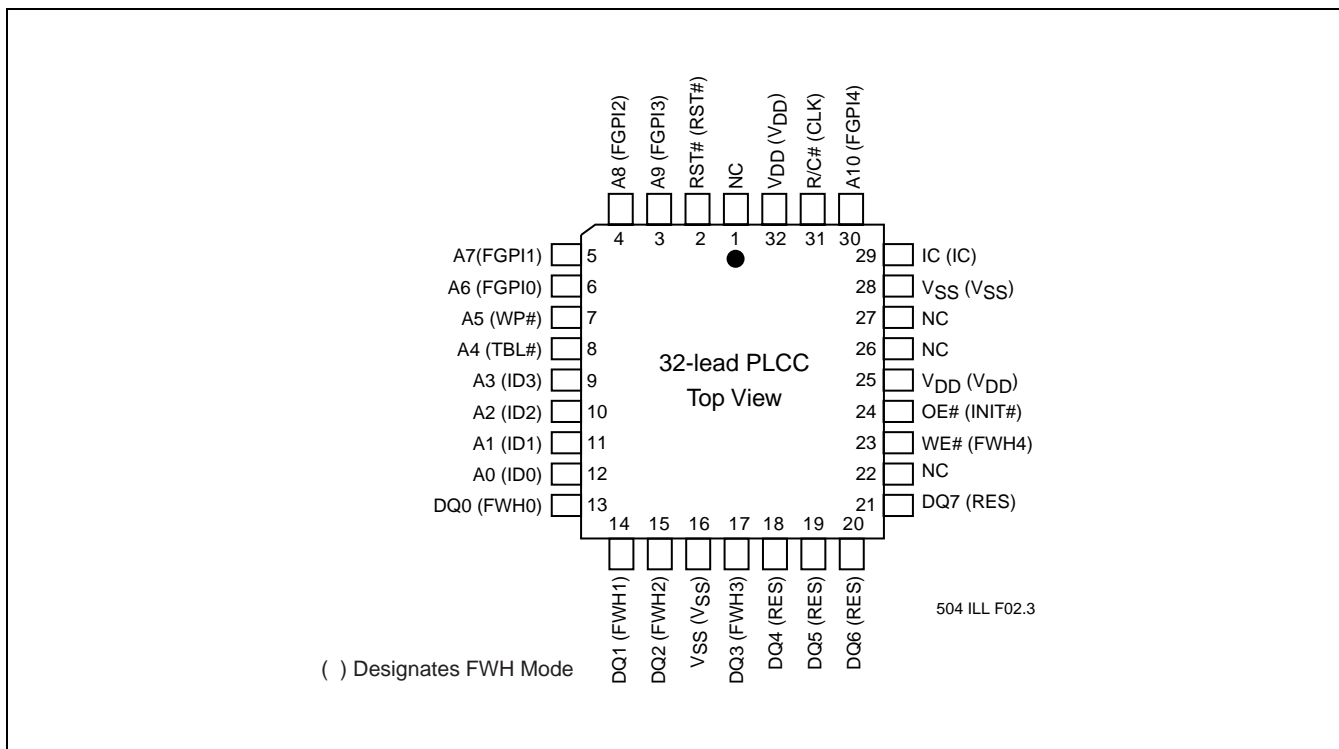 A8 (FGPI2)
A9 (FGPI3)
RST# (RST#)
NC
VDD (VDD)
R/C# (CLK)
A10 (FGPI4)
4
3
2
1
32
31
30
A7(FGPI1)
5
A6 (FGPI0)
6
A5 (WP#)
7
A4 (TBL#)
8
A3 (ID3)
9
A2 (ID2)
10
A1 (ID1)
11
A0 (ID0)
12
DQ0 (FWH0)
13
32-lead PLCC
Top View
29
IC (IC)
28
VSS (VSS)
27
NC
26
NC
25
VDD (VDD)
24
OE# (INIT#)
23
WE# (FWH4)
22
NC
21
DQ7 (RES)
14
15
16
17
18
19
20
DQ1 (FWH1)
DQ2 (FWH2)
VSS (VSS)
DQ3 (FWH3)
DQ4 (RES)
DQ5 (RES)
DQ6 (RES)
504 ILL F02.3
( ) Designates FWH Mode